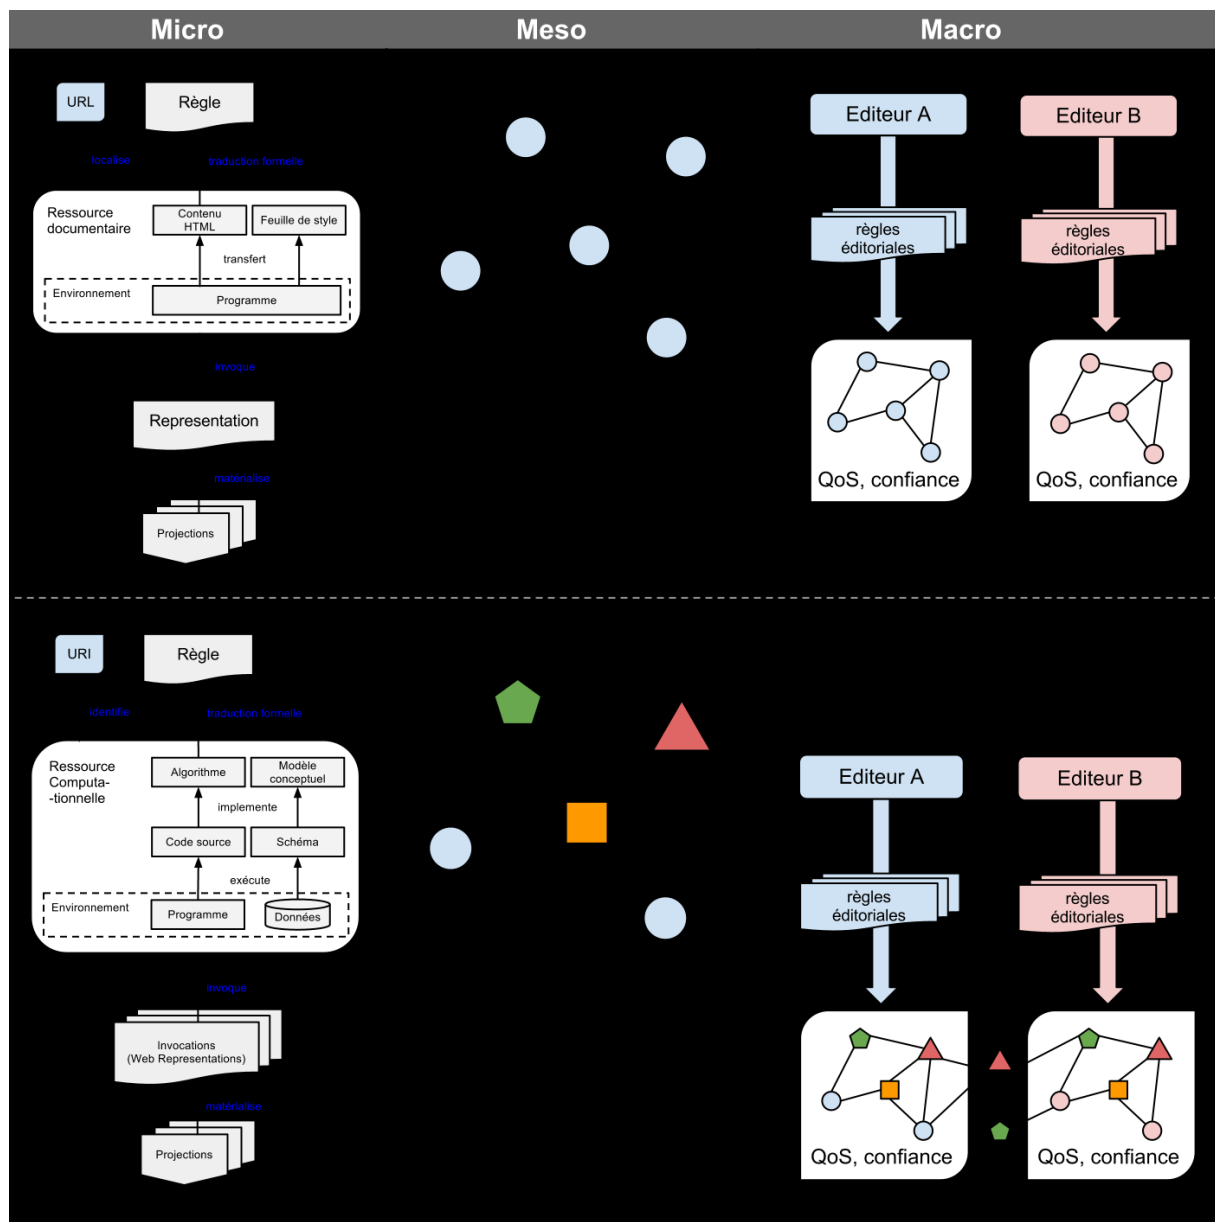 Micro
Meso
Macro
URL
Règle
localise
traduction formelle
Ressource
documentaire
Contenu
HTML
Feuille de style
transfert
Environnement
Programme
invoque
Representation
matérialise
Projections
Editeur A
Editeur B
règles
éditoriales
règles
éditoriales
QoS, confiance
QoS, confiance
URI
Règle
identifie
traduction formelle
Ressource
Computa-
-tionnelle
Algorithme
Modèle
conceptuel
implemente
Code source
Schéma
exécute
Environnement
Programme
Données
invoque
Invocations
(Web Representations)
matérialise
Projections
Editeur A
Editeur B
règles
éditoriales
règles
éditoriales
QoS, confiance
QoS, confiance